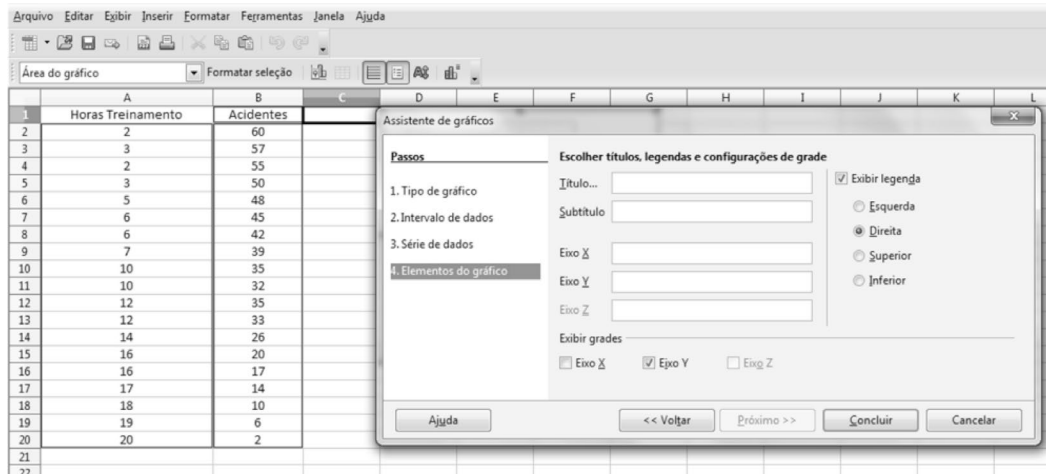 Arquivo Editar Exibir Inserir Formatar Ferramentas Janela Ajuda
Área do gráfico Formatar seleção
A B C D E F G H I J K L
1 Horas Treinamento Acidentes
2 2 60
3 3 57
4 2 55
5 3 50
6 5 48
7 6 45
8 6 42
9 7 39
10 10 35
11 10 32
12 12 35
13 12 33
14 14 26
15 16 20
16 16 17
17 17 14
18 18 10
19 19 6
20 20 2
21
22
Assistente de gráficos
Passos
1. Tipo de gráfico
2. Intervalo de dados
3. Série de dados
4. Elementos do gráfico
Escolher títulos, legendas e configurações de grade
Título...
Subtítulo
Eixo X
Eixo Y
Eixo Z
Exibir legenda
Esquerda
Direita
Superior
Inferior
Exibir grades
Eixo X Eixo Y Eixo Z
Ajuda << Voltar Próximo >> Concluir Cancelar